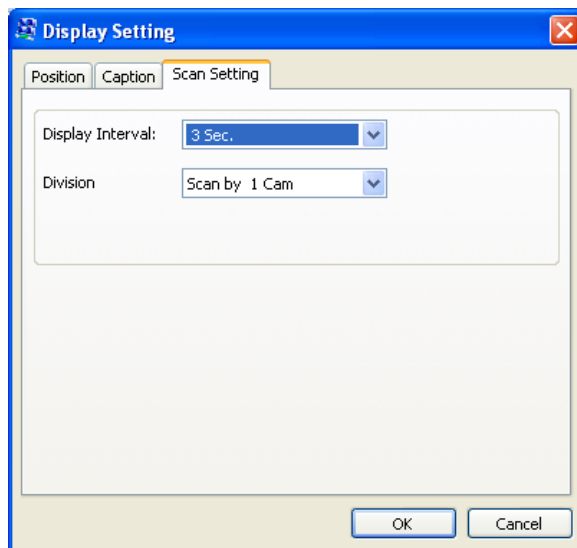 Display Setting
Position Caption Scan Setting
Display Interval: 3 Sec.
Division Scan by 1 Cam
OK Cancel